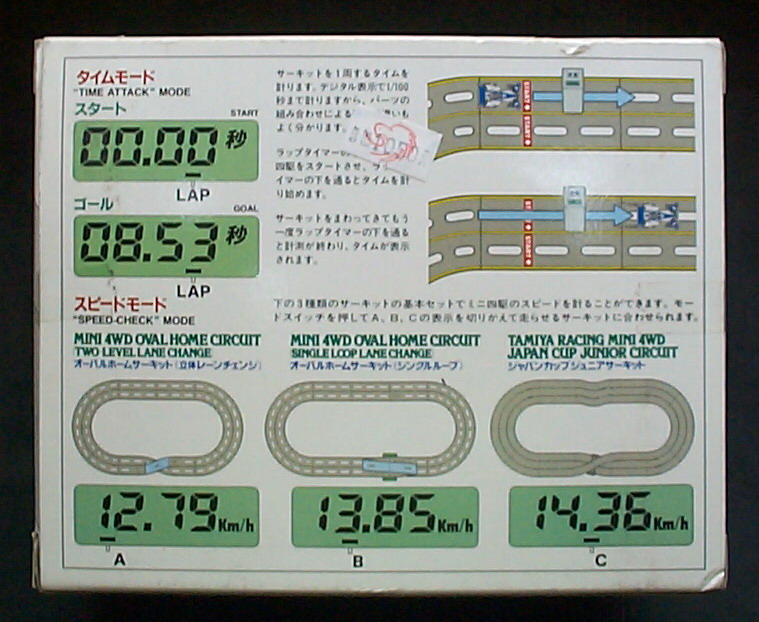 タイムモード
"TIME ATTACK" MODE
スタート
START
00.00秒
LAP
ゴール
GOAL
08.53秒
LAP
サーキットを1周するタイムを
計ります。デジタル表示で1/100
秒まで計りますから、パーツの
組み合わせによる いも
よく分かります。
ラップタイマーの
四駆をスタートさせ、
イマーの下を通るとタイムを計
り始めます。
サーキットをまわってきてもう
一度ラップタイマーの下を通る
と計測が終わり、タイムが表示
されます。
START
START
START
スピードモード
"SPEED-CHECK" MODE
下の3種類のサーキットの基本セットでミニ四駆のスピードを計ることができます。モー
ドスイッチを押してA、B、Cの表示を切りかえて走らせるサーキットに合わせられます。
MINI 4WD OVAL HOME CIRCUIT
TWO LEVEL LANE CHANGE
オーバルホームサーキット(立体レーンチェンジ)
12.79Km/h
A
MINI 4WD OVAL HOME CIRCUIT
SINGLE LOOP LANE CHANGE
オーバルホームサーキット(シングルループ)
13.85Km/h
B
TAMIYA RACING MINI 4WD
JAPAN CUP JUNIOR CIRCUIT
ジャパンカップジュニアサーキット
14.36Km/h
C